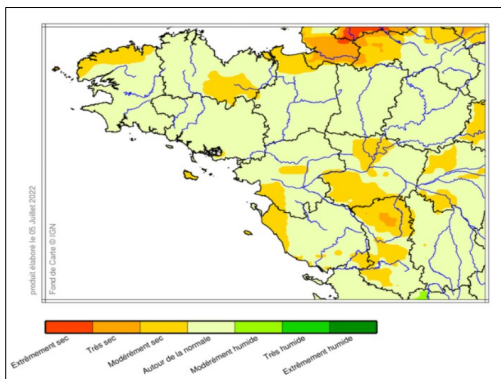 produit élaboré le 05 Juillet 2022
Fond de Carte © IGN
Extrêmement sec
Très sec
Modérément sec
Autour de la normale
Modérément humide
Très humide
Extrêmement humide